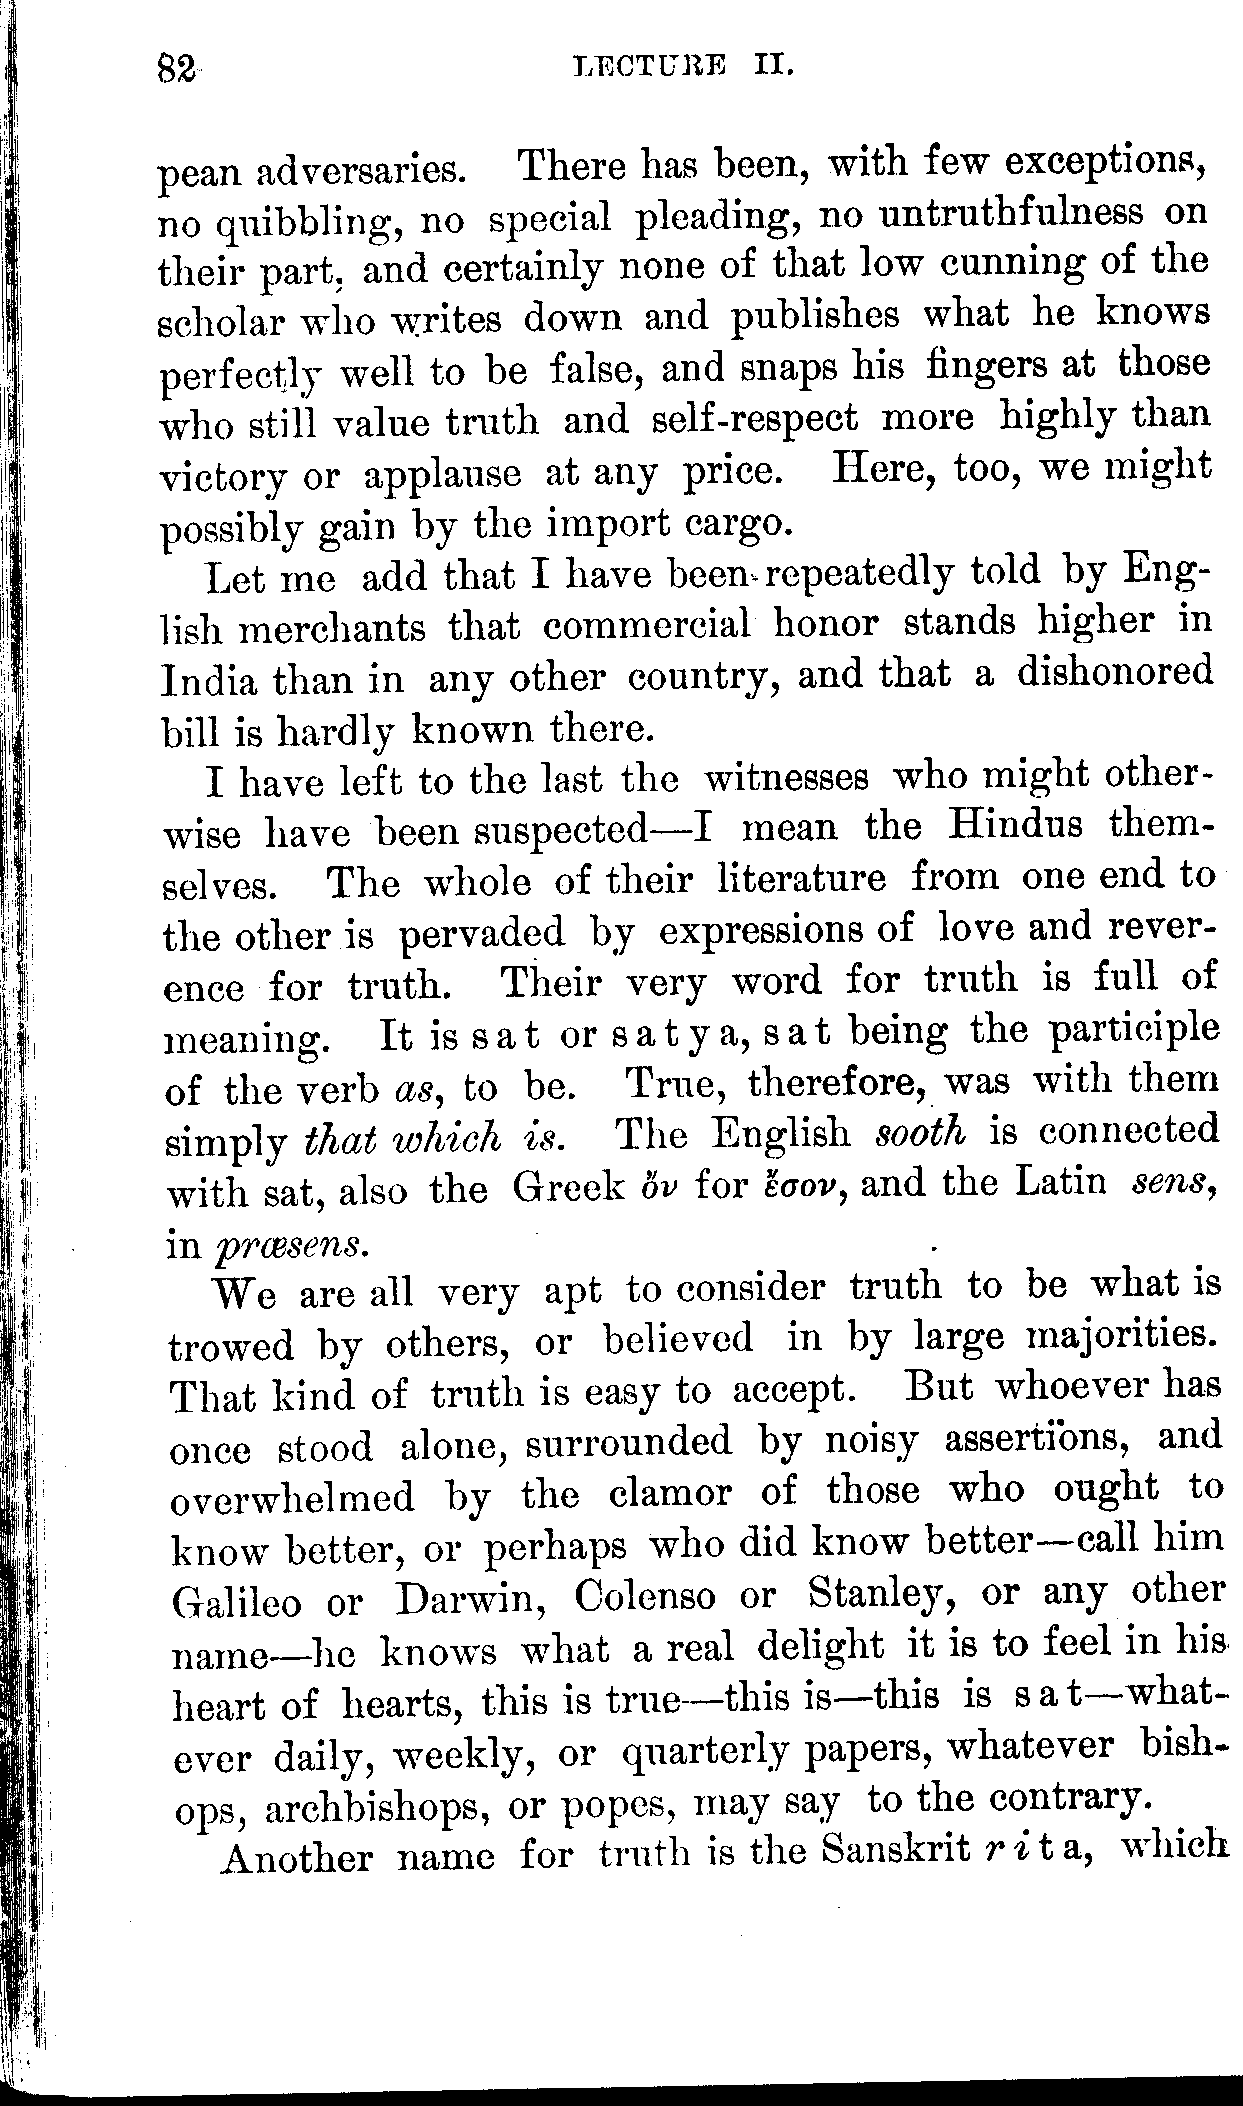 82 LECTURE II.
pean adversaries. There has been, with few exceptions,
no quibbling, no special pleading, no untruthfulness on
their part, and certainly none of that low cunning of the
scholar who writes down and publishes what he knows
perfectly well to be false, and snaps his fingers at those
who still value truth and self-respect more highly than
victory or applause at any price. Here, too, we might
possibly gain by the import cargo.
Let me add that I have been repeatedly told by Eng-
lish merchants that commercial honor stands higher in
India than in any other country, and that a dishonored
bill is hardly known there.
I have left to the last the witnesses who might other-
wise have been suspected—I mean the Hindus them-
selves. The whole of their literature from one end to
the other is pervaded by expressions of love and rever-
ence for truth. Their very word for truth is full of
meaning. It is s a t or s a t y a, s a t being the participle
of the verb as, to be. True, therefore, was with them
simply that which is. The English sooth is connected
with sat, also the Greek ὄν for ἔσον, and the Latin sens,
in præsens.
We are all very apt to consider truth to be what is
trowed by others, or believed in by large majorities.
That kind of truth is easy to accept. But whoever has
once stood alone, surrounded by noisy assertions, and
overwhelmed by the clamor of those who ought to
know better, or perhaps who did know better—call him
Galileo or Darwin, Colenso or Stanley, or any other
name—he knows what a real delight it is to feel in his
heart of hearts, this is true—this is—this is s a t—what-
ever daily, weekly, or quarterly papers, whatever bish-
ops, archbishops, or popes, may say to the contrary.
Another name for truth is the Sanskrit r i t a, which